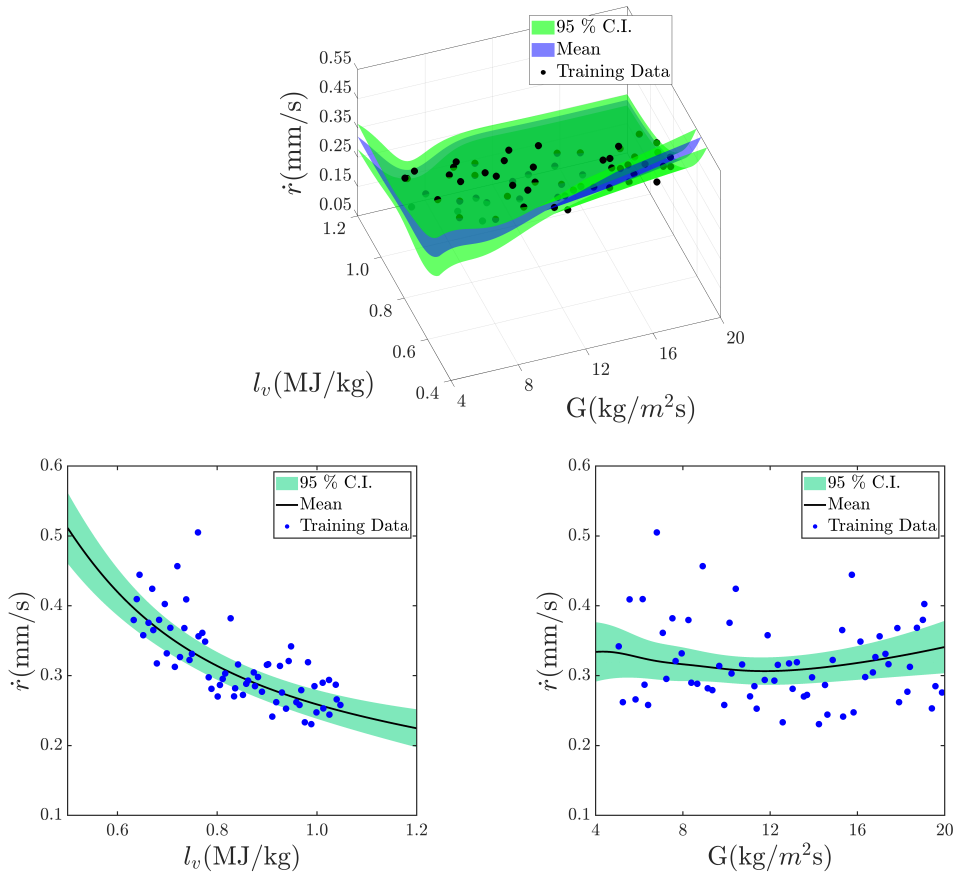 95 % C.I.
Mean
Training Data
0.55
0.45
0.35
0.25
0.15
0.05
ṙ(mm/s)
1.2
1.0
0.8
0.6
0.4
l_v(MJ/kg)
4
8
12
16
20
G(kg/m²s)
0.6
0.5
0.4
0.3
0.2
0.1
ṙ(mm/s)
95 % C.I.
Mean
Training Data
0.6
0.8
1.0
1.2
l_v(MJ/kg)
0.6
0.5
0.4
0.3
0.2
0.1
ṙ(mm/s)
95 % C.I.
Mean
Training Data
4
8
12
16
20
G(kg/m²s)